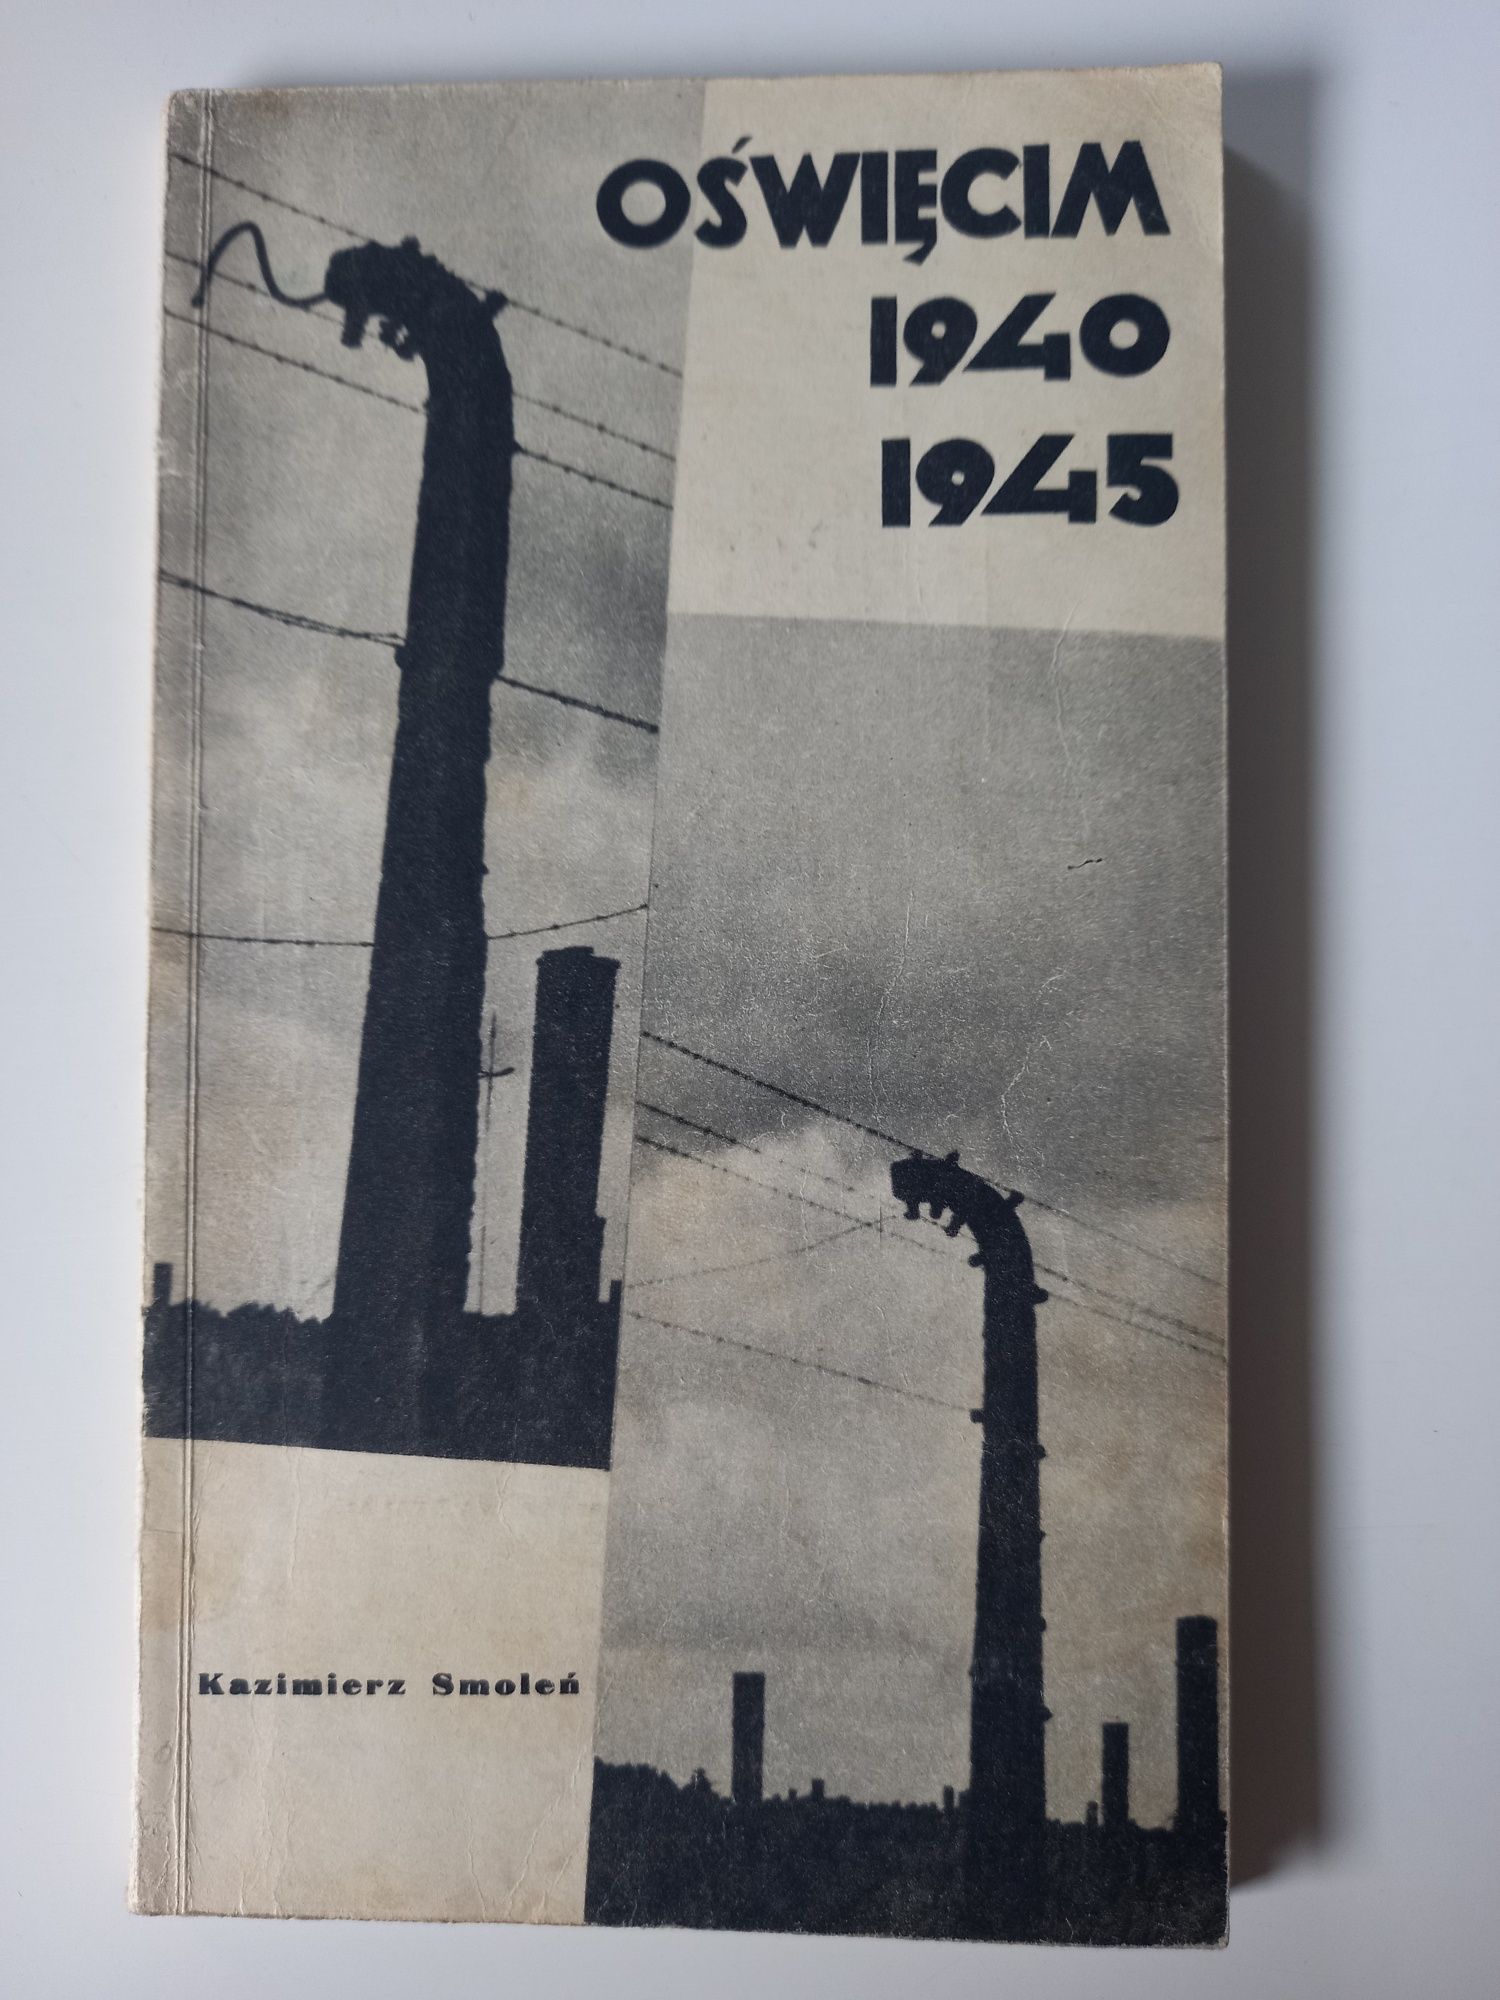 OŚWIĘCIM
1940
1945
Kazimierz Smoleń